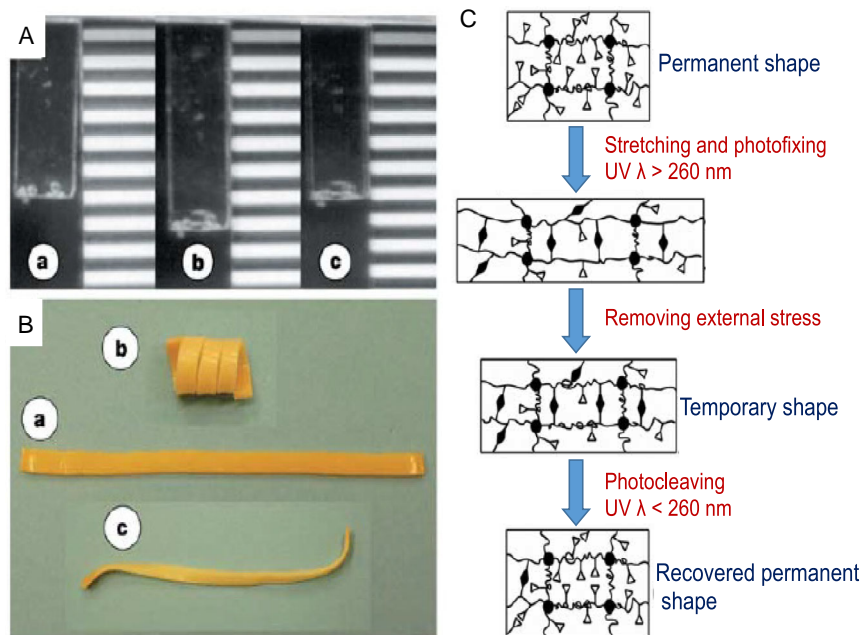 A
a
b
c
B
b
a
c
C
Permanent shape
Stretching and photofixing
UV λ > 260 nm
Removing external stress
Temporary shape
Photocleaving
UV λ < 260 nm
Recovered permanent
shape